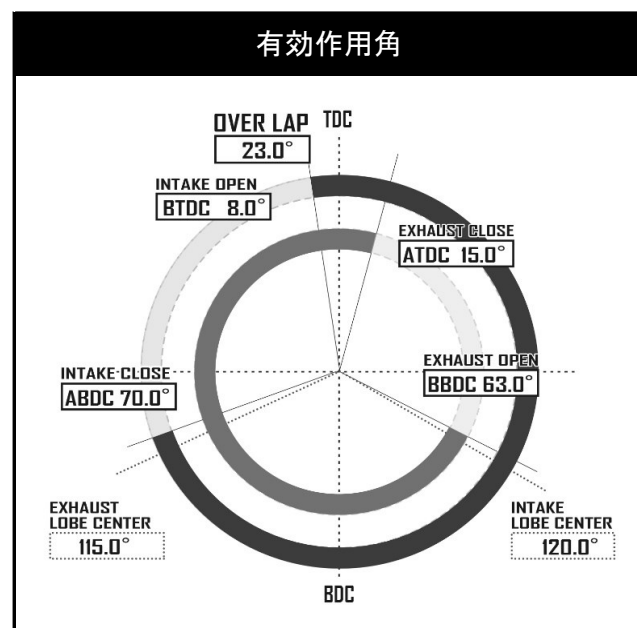 有効作用角
OVER LAP
23.0°
TDC
INTAKE OPEN
BTDC 8.0°
EXHAUST CLOSE
ATDC 15.0°
INTAKE CLOSE
ABDC 70.0°
EXHAUST OPEN
BBDC 63.0°
EXHAUST
LOBE CENTER
115.0°
INTAKE
LOBE CENTER
120.0°
BDC